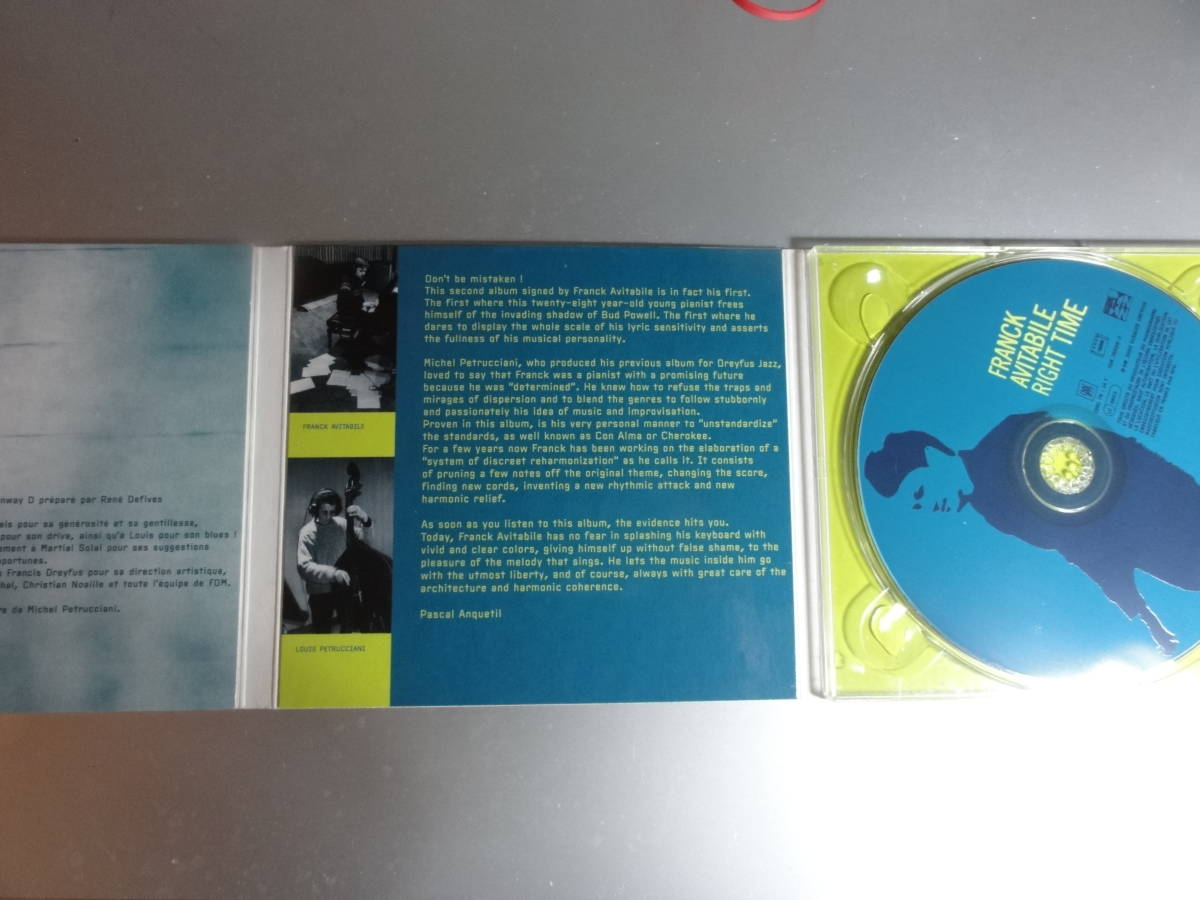 nway D préparé par René Defives
els pour sa générosité et sa gentillesse,
pour son drive, ainsi qu'à Louis pour son blues !
ement à Martial Solal pour ses suggestions
pportunes.
Francis Dreyfus pour sa direction artistique,
hel, Christian Noaille et toute l'équipe de FDM.
re de Michel Petrucciani.
FRANCK AVITABILE
LOUIS PETRUCCIANI
Don't be mistaken !
This second album signed by Franck Avitabile is in fact his first.
The first where this twenty-eight year-old young pianist frees
himself of the invading shadow of Bud Powell. The first where he
dares to display the whole scale of his lyric sensitivity and asserts
the fullness of his musical personality.
Michel Petrucciani, who produced his previous album for Dreyfus Jazz,
loved to say that Franck was a pianist with a promising future
because he was "determined". He knew how to refuse the traps and
mirages of dispersion and to blend the genres to follow stubbornly
and passionately his idea of music and improvisation.
Proven in this album, is his very personal manner to "unstandardize"
the standards, as well known as Con Alma or Cherokee.
For a few years now Franck has been working on the elaboration of a
"system of discreet reharmonization" as he calls it. It consists
of pruning a few notes off the original theme, changing the score,
finding new cords, inventing a new rhythmic attack and new
harmonic relief.
As soon as you listen to this album, the evidence hits you.
Today, Franck Avitabile has no fear in splashing his keyboard with
vivid and clear colors, giving himself up without false shame, to the
pleasure of the melody that sings. He lets the music inside him go
with the utmost liberty, and of course, always with great care of the
architecture and harmonic coherence.
Pascal Anquetil
FRANCK
AVITABILE
RIGHT TIME